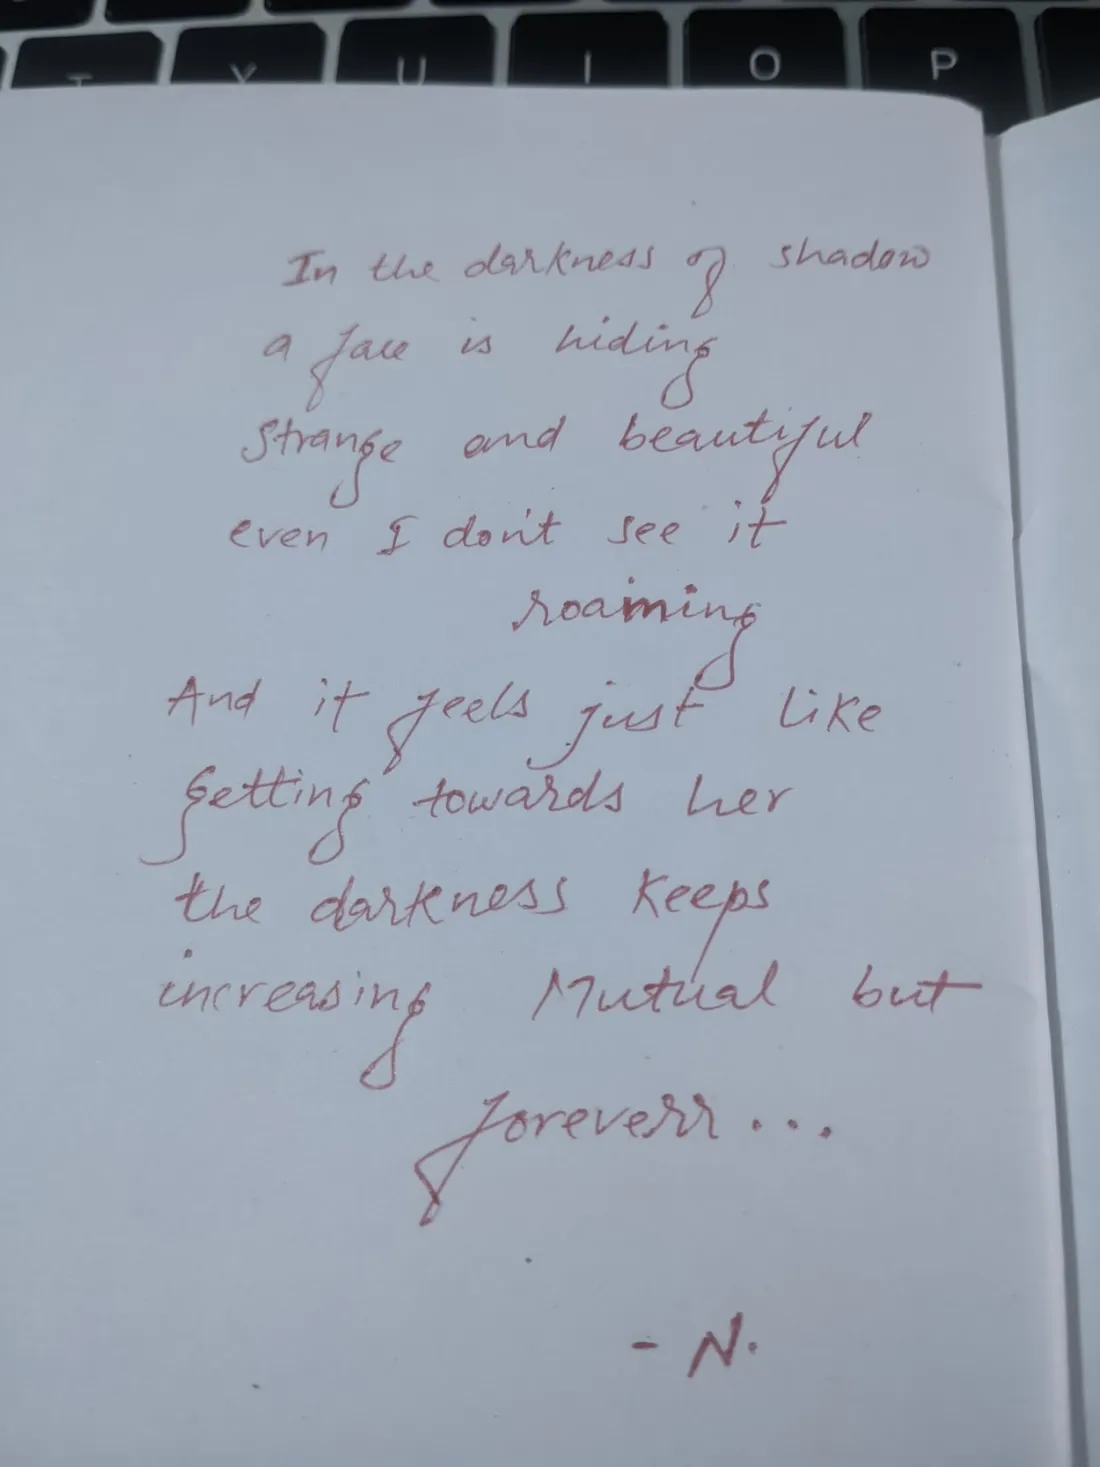 T Y U I O P
In the darkness of shadow
a face is hiding
strange and beautiful
even I don't see it
roaming
And it feels just like
getting towards her
the darkness keeps
increasing Mutual but
foreverr...
- N.